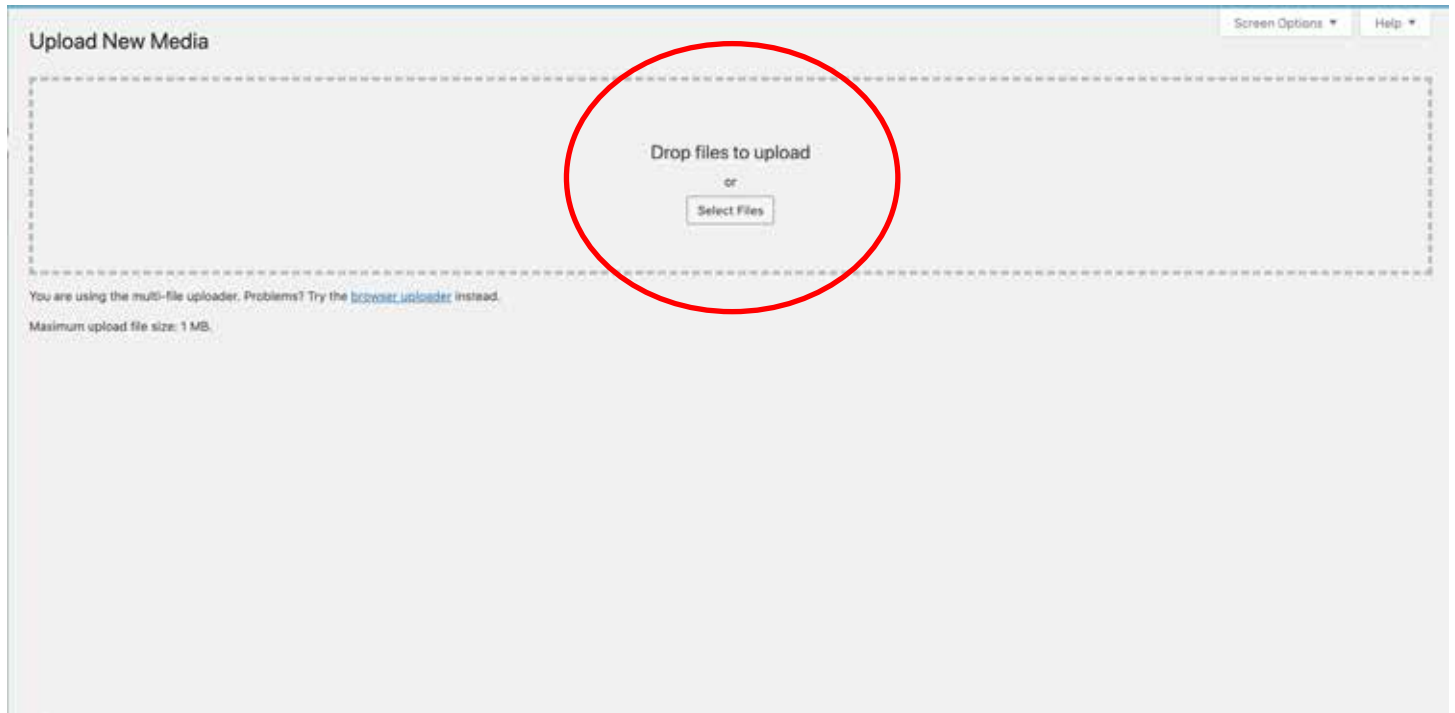 Screen Options ▼ Help ▼
Upload New Media
Drop files to upload
or
Select Files
You are using the multi-file uploader. Problems? Try the browser uploader instead.
Maximum upload file size: 1 MB.